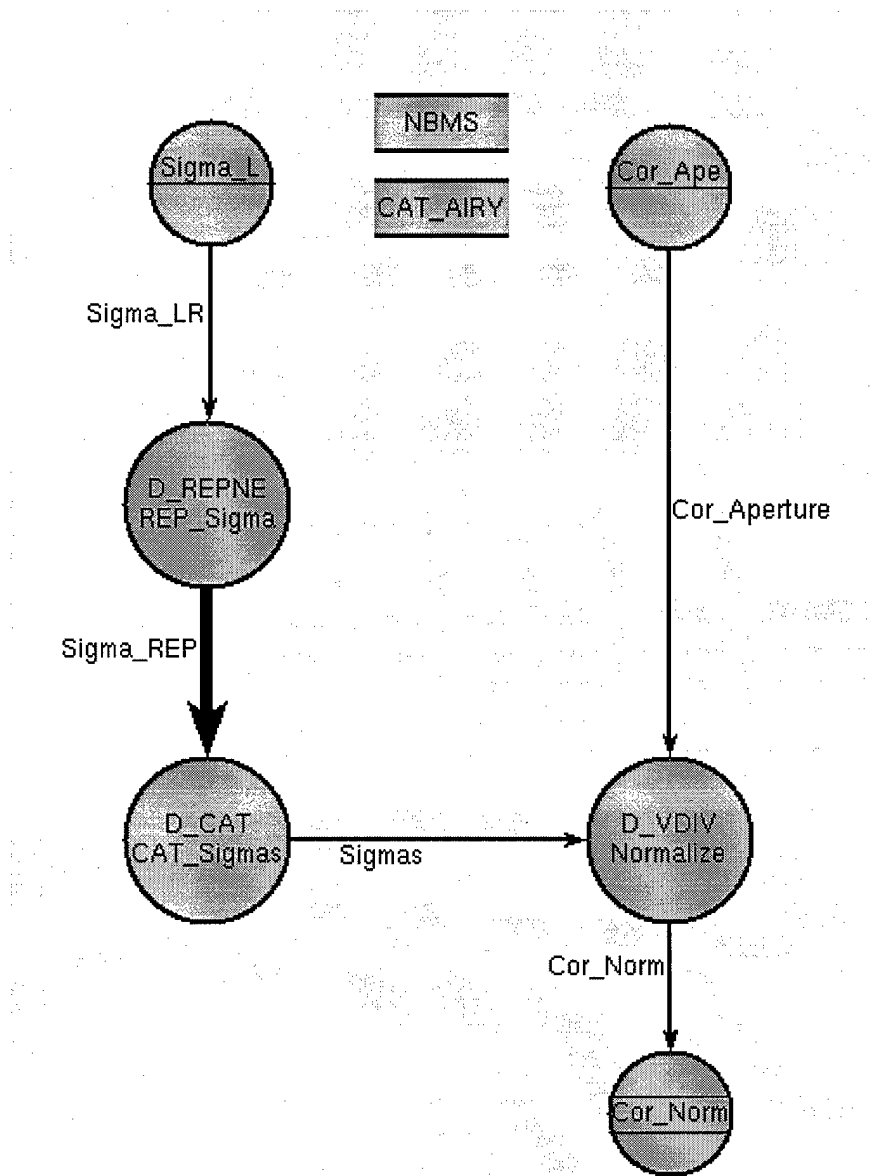 NBMS
Sigma_L
Cor_Ape
CAT_AIRY
Sigma_LR
D_REPNE
REP_Sigma
Cor_Aperture
Sigma_REP
D_CAT
CAT_Sigmas
Sigmas
D_VDIV
Normalize
Cor_Norm
Cor_Norm